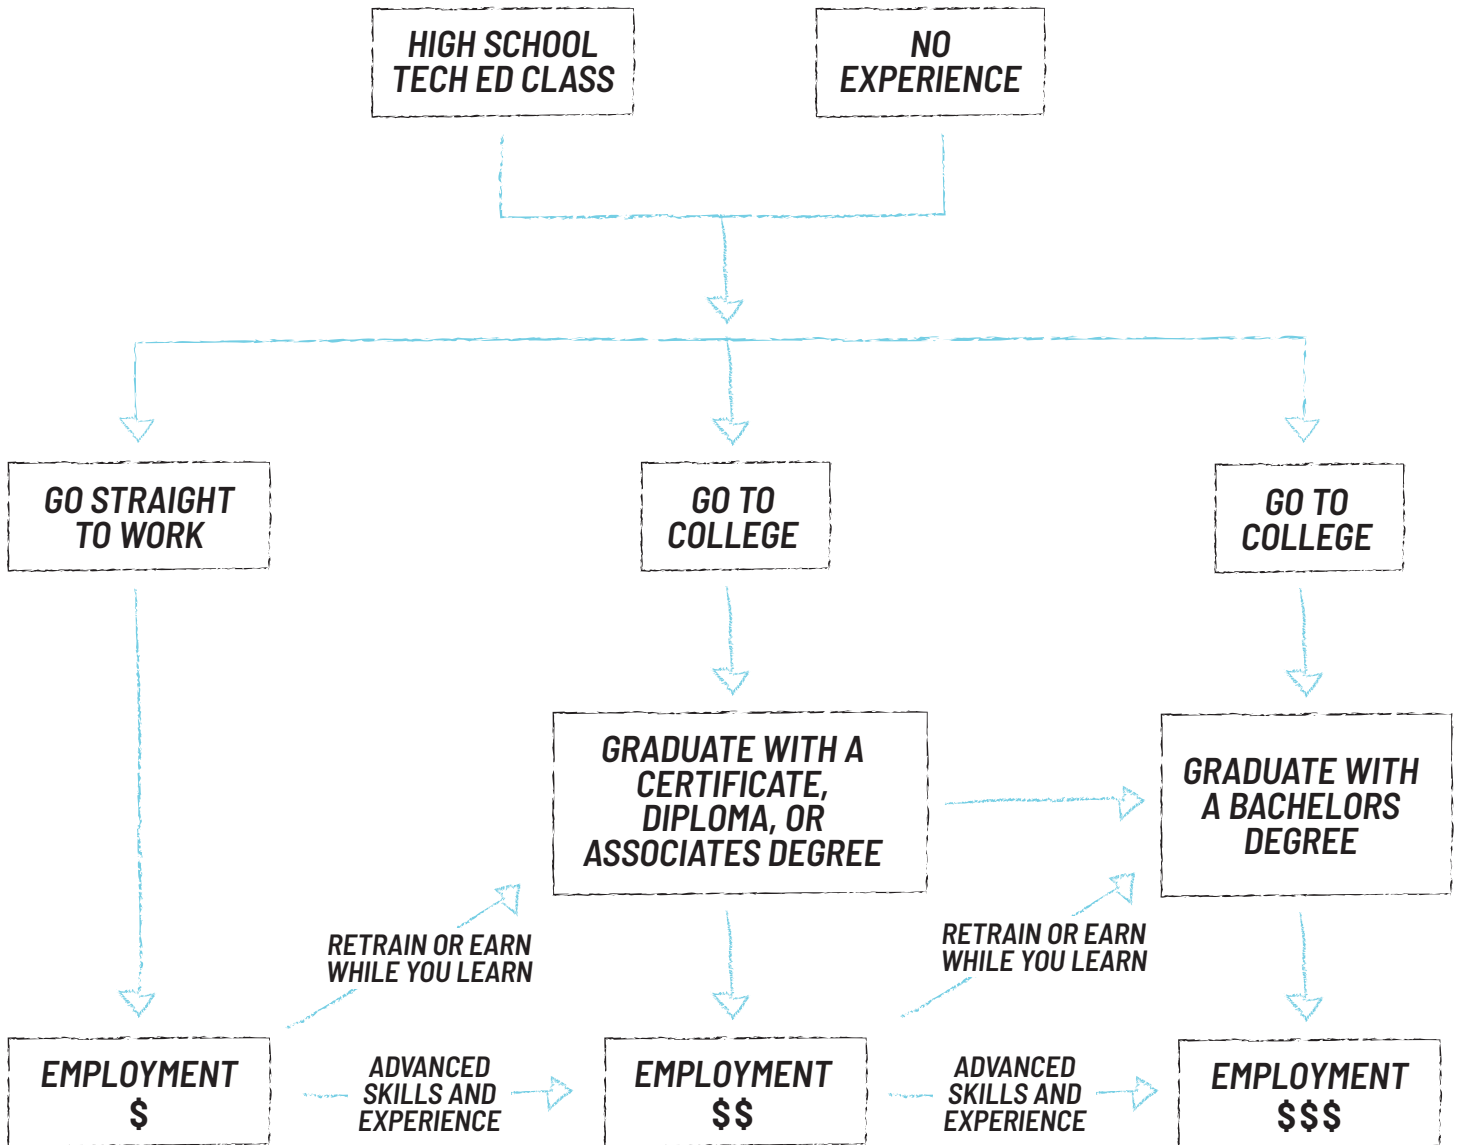 HIGH SCHOOL
TECH ED CLASS
NO
EXPERIENCE
GO STRAIGHT
TO WORK
GO TO
COLLEGE
GO TO
COLLEGE
GRADUATE WITH A
CERTIFICATE,
DIPLOMA, OR
ASSOCIATES DEGREE
GRADUATE WITH
A BACHELORS
DEGREE
RETRAIN OR EARN
WHILE YOU LEARN
RETRAIN OR EARN
WHILE YOU LEARN
EMPLOYMENT
$
ADVANCED
SKILLS AND
EXPERIENCE
EMPLOYMENT
$$
ADVANCED
SKILLS AND
EXPERIENCE
EMPLOYMENT
$$$